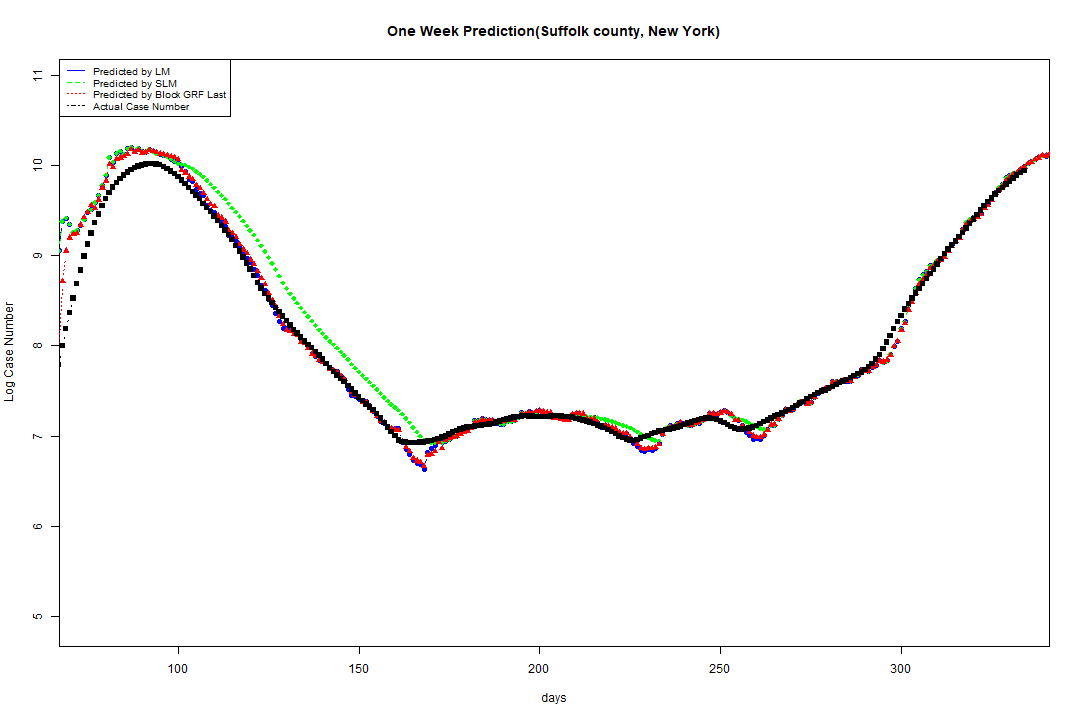 One Week Prediction(Suffolk county, New York)
Predicted by LM
Predicted by SLM
Predicted by Block GRF Last
Actual Case Number
11
10
9
8
7
6
5
Log Case Number
100
150
200
250
300
days